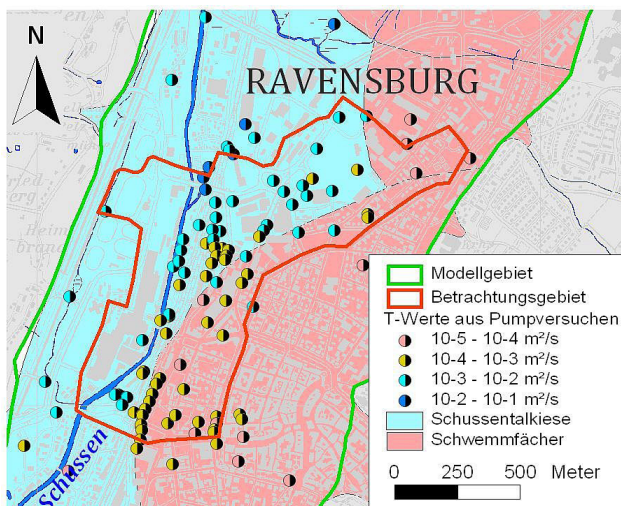 N
RAVENSBURG
Schussen
Modellgebiet
Betrachtungsgebiet
T-Werte aus Pumpversuchen
10-5 - 10-4 m²/s
10-4 - 10-3 m²/s
10-3 - 10-2 m²/s
10-2 - 10-1 m²/s
Schussentalkiese
Schwemmfächer
0 250 500 Meter